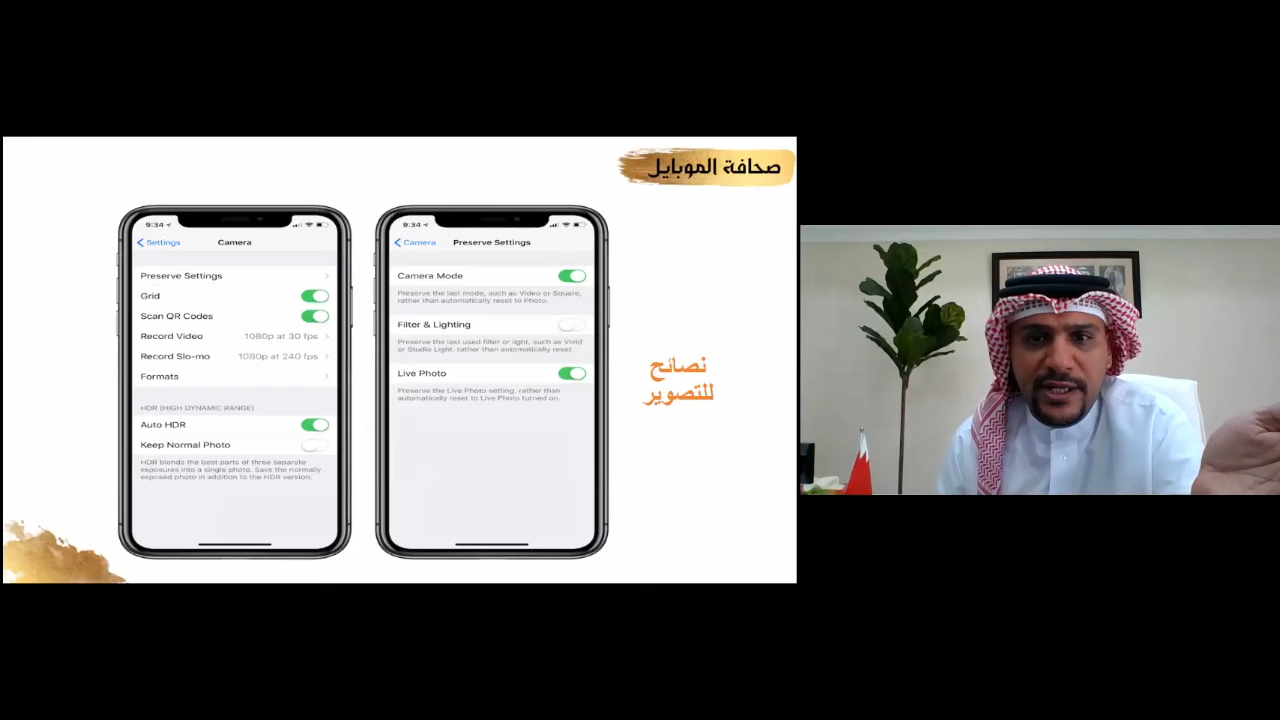 صحافة الموبايل
9:34
Settings
Camera
Preserve Settings
Grid
Scan QR Codes
Record Video 1080p at 30 fps
Record Slo-mo 1080p at 240 fps
Formats
HDR (HIGH DYNAMIC RANGE)
Auto HDR
Keep Normal Photo
HDR blends the best parts of three separate
exposures into a single photo. Save the normally
exposed photo in addition to the HDR version.
9:34
Camera
Preserve Settings
Camera Mode
Preserve the last mode, such as Video or Square,
rather than automatically reset to Photo.
Filter & Lighting
Preserve the last used filter or light, such as Vivid
or Studio Light, rather than automatically reset.
Live Photo
Preserve the Live Photo setting, rather than
automatically reset to Live Photo turned on.
نصائح
للتصوير